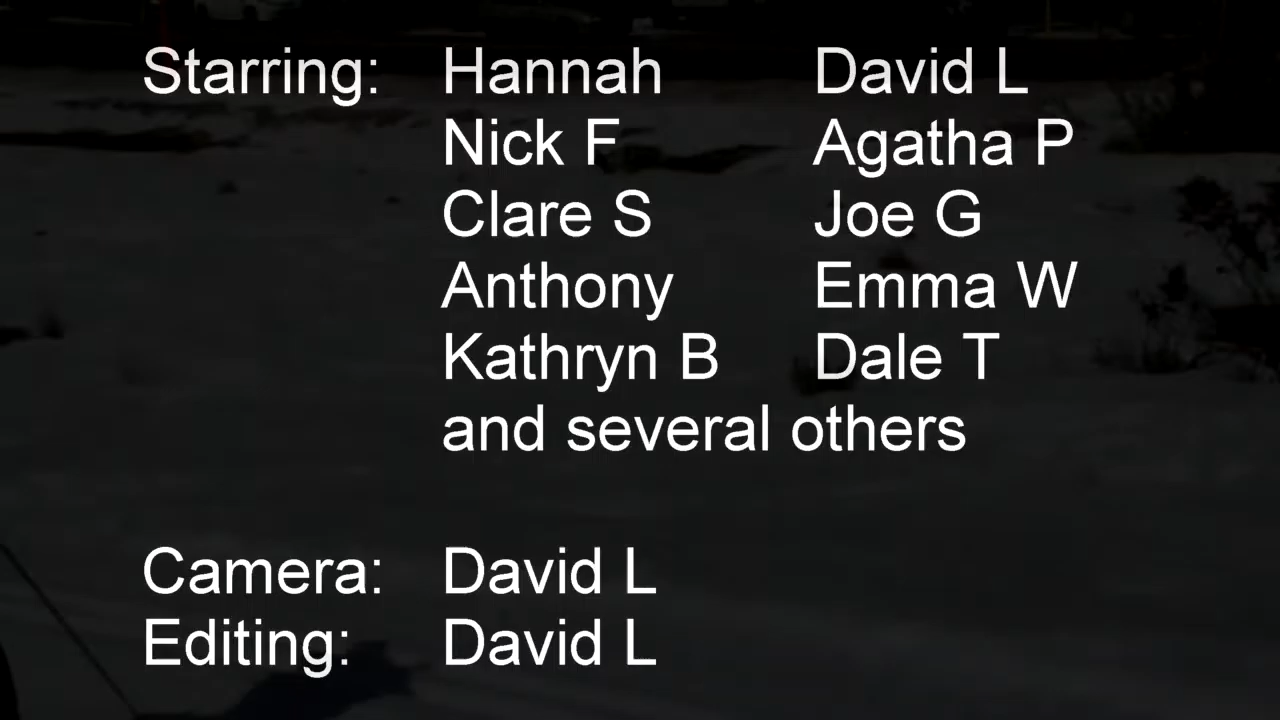 Starring: Hannah David L
Nick F Agatha P
Clare S Joe G
Anthony Emma W
Kathryn B Dale T
and several others
Camera: David L
Editing: David L